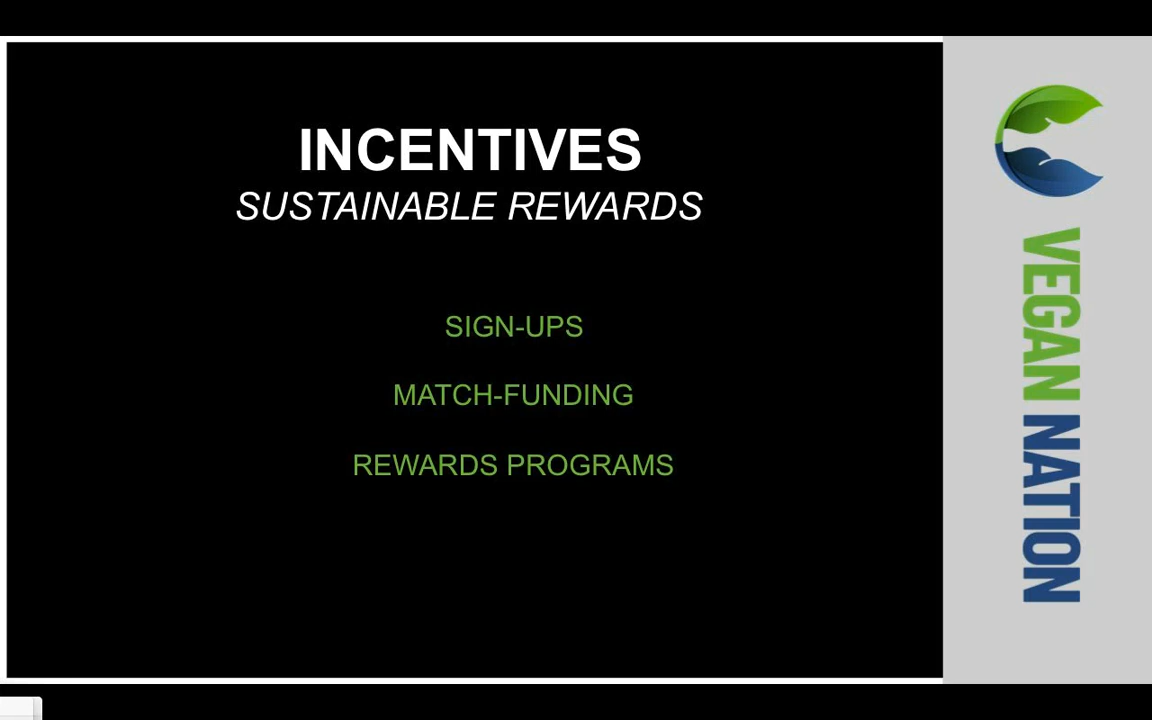 INCENTIVES
SUSTAINABLE REWARDS
SIGN-UPS
MATCH-FUNDING
REWARDS PROGRAMS
VEGAN NATION